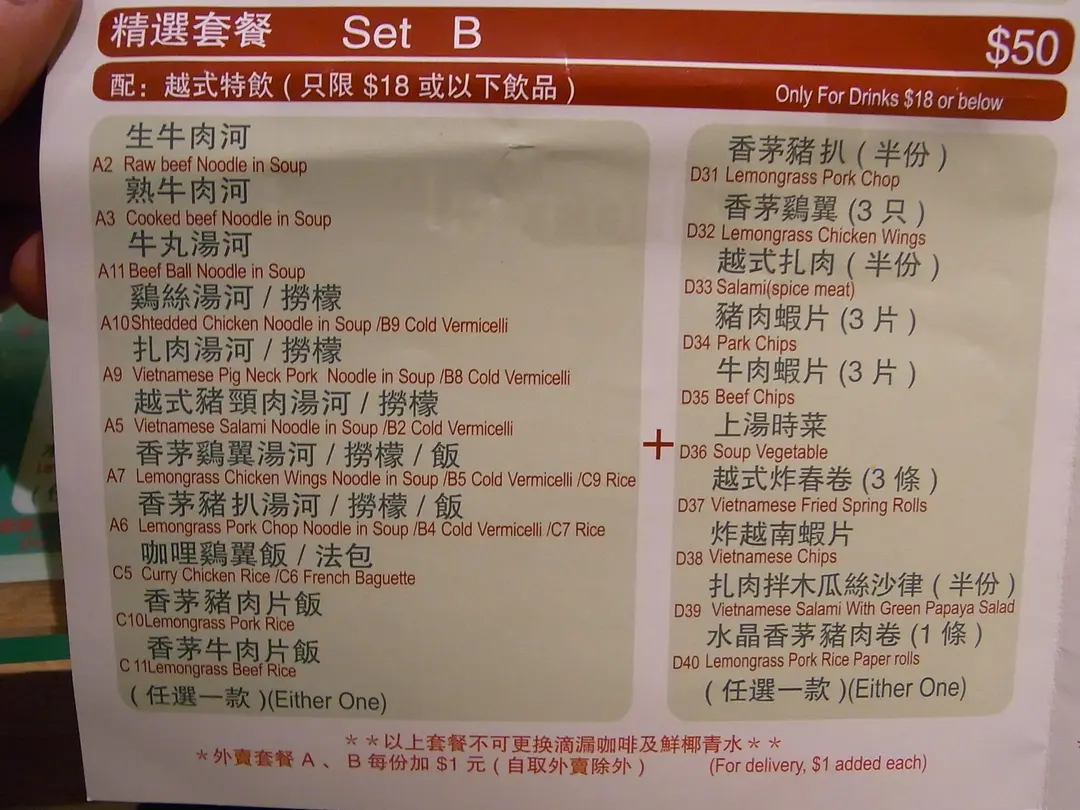 精選套餐 Set B $50
配：越式特飲 ( 只限 $18 或以下飲品 ) Only For Drinks $18 or below
生牛肉河
A2 Raw beef Noodle in Soup
熟牛肉河
A3 Cooked beef Noodle in Soup
牛丸湯河
A11 Beef Ball Noodle in Soup
鷄絲湯河 / 撈檬
A10 Shtedded Chicken Noodle in Soup /B9 Cold Vermicelli
扎肉湯河 / 撈檬
A9 Vietnamese Pig Neck Pork Noodle in Soup /B8 Cold Vermicelli
越式豬頸肉湯河 / 撈檬
A5 Vietnamese Salami Noodle in Soup /B2 Cold Vermicelli
香茅鷄翼湯河 / 撈檬 / 飯
A7 Lemongrass Chicken Wings Noodle in Soup /B5 Cold Vermicelli /C9 Rice
香茅豬扒湯河 / 撈檬 / 飯
A6 Lemongrass Pork Chop Noodle in Soup /B4 Cold Vermicelli /C7 Rice
咖哩鷄翼飯 / 法包
C5 Curry Chicken Rice /C6 French Baguette
香茅豬肉片飯
C10 Lemongrass Pork Rice
香茅牛肉片飯
C 11 Lemongrass Beef Rice
( 任選一款 )(Either One)
+
香茅豬扒 ( 半份 )
D31 Lemongrass Pork Chop
香茅鷄翼 (3 只 )
D32 Lemongrass Chicken Wings
越式扎肉 ( 半份 )
D33 Salami(spice meat)
豬肉蝦片 (3 片 )
D34 Park Chips
牛肉蝦片 (3 片 )
D35 Beef Chips
上湯時菜
D36 Soup Vegetable
越式炸春卷 (3 條 )
D37 Vietnamese Fried Spring Rolls
炸越南蝦片
D38 Vietnamese Chips
扎肉拌木瓜絲沙律 ( 半份 )
D39 Vietnamese Salami With Green Papaya Salad
水晶香茅豬肉卷 (1 條 )
D40 Lemongrass Pork Rice Paper rolls
( 任選一款 )(Either One)
＊＊以上套餐不可更換滴漏咖啡及鮮椰青水＊＊
＊外賣套餐 A 、 B 每份加 $1 元 ( 自取外賣除外 ) (For delivery, $1 added each)